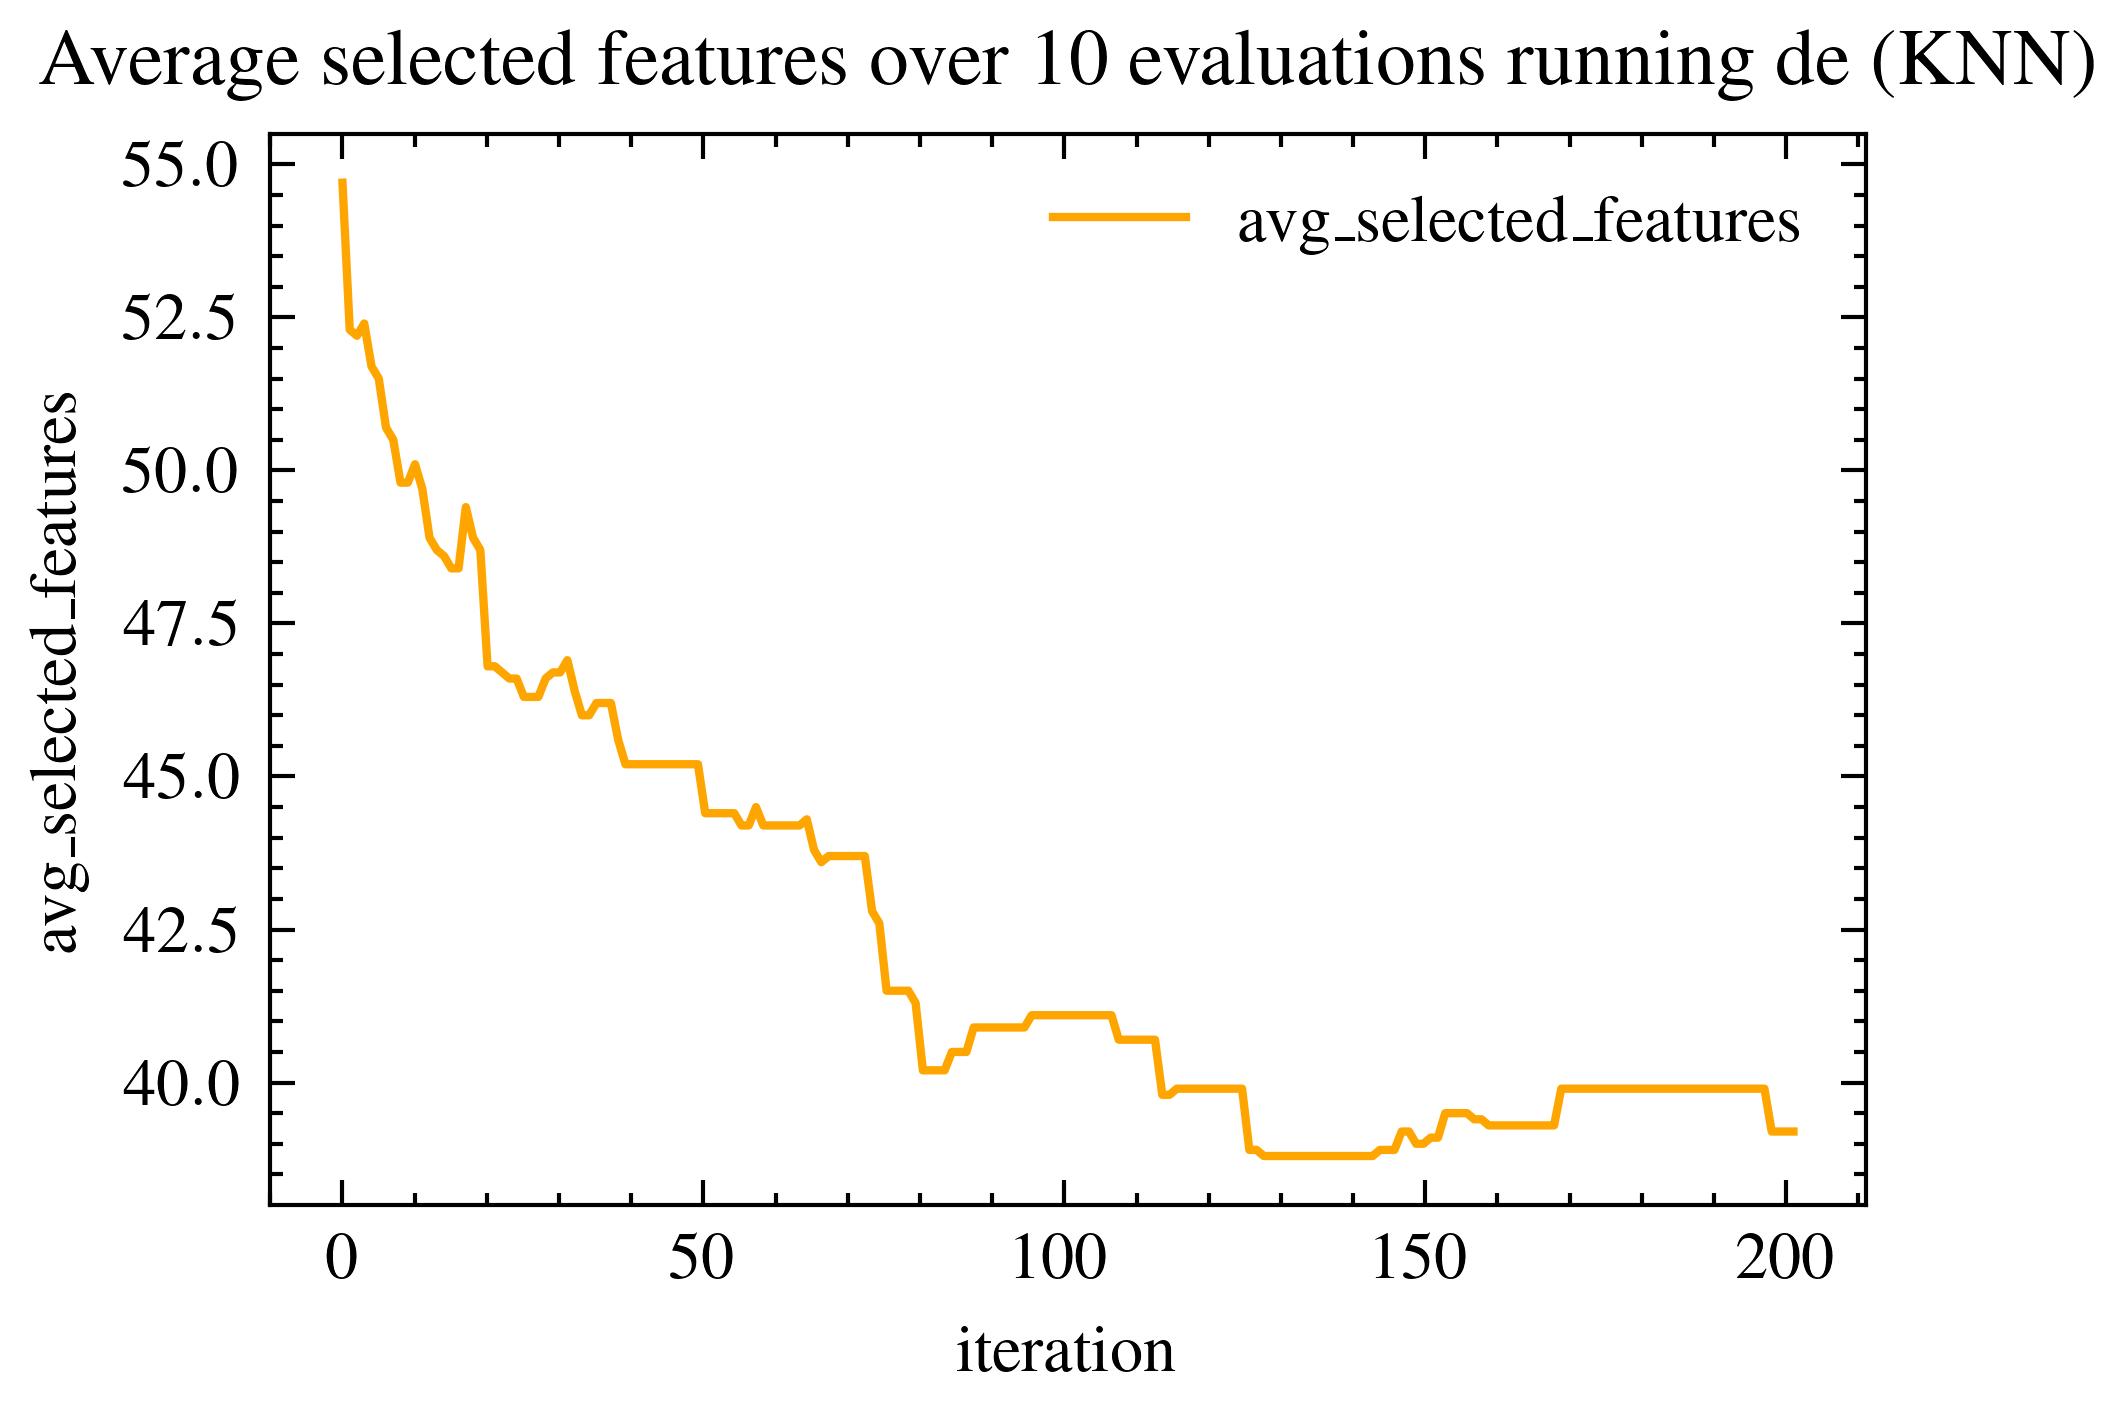 Average selected features over 10 evaluations running de (KNN)
avg_selected_features
55.0
52.5
50.0
47.5
45.0
42.5
40.0
avg_selected_features
0 50 100 150 200
iteration